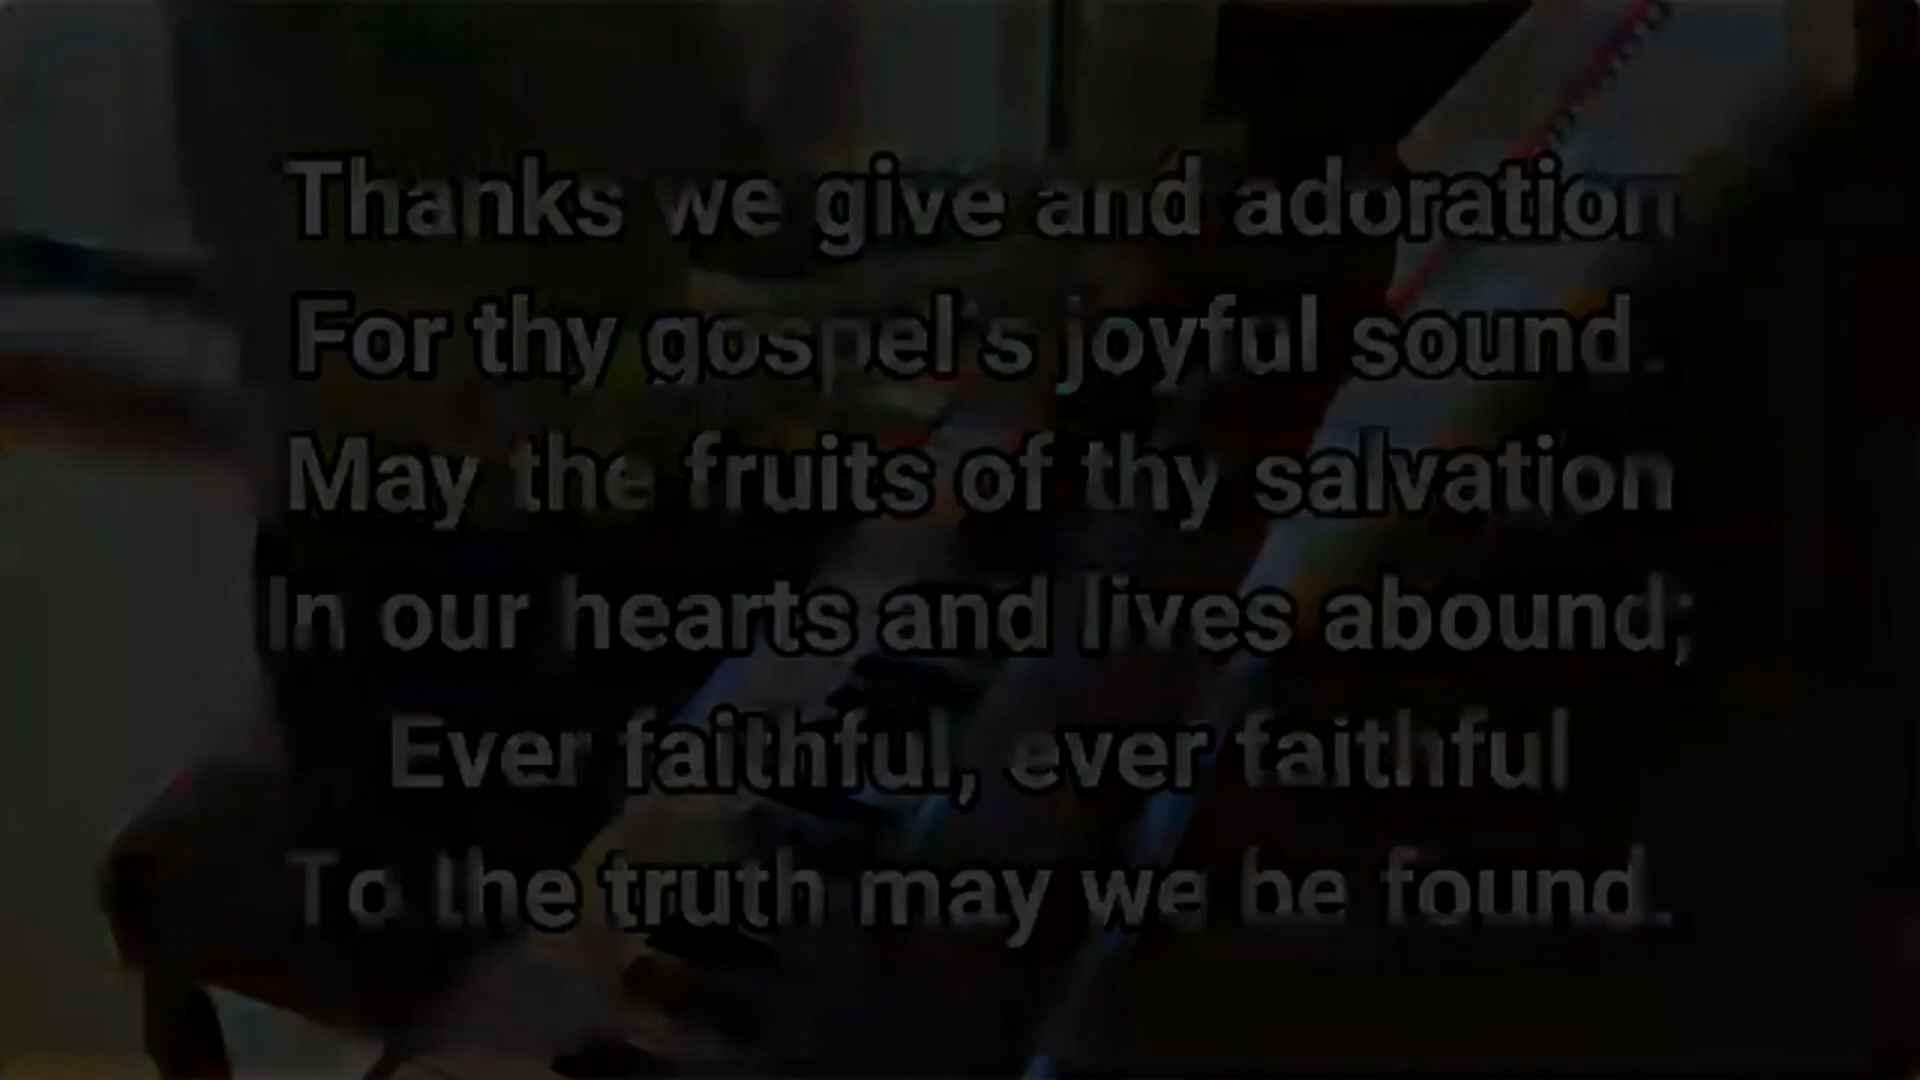 Thanks we give and adoration
For thy gospel's joyful sound.
May the fruits of thy salvation
In our hearts and lives abound;
Ever faithful, ever faithful
To the truth may we be found.